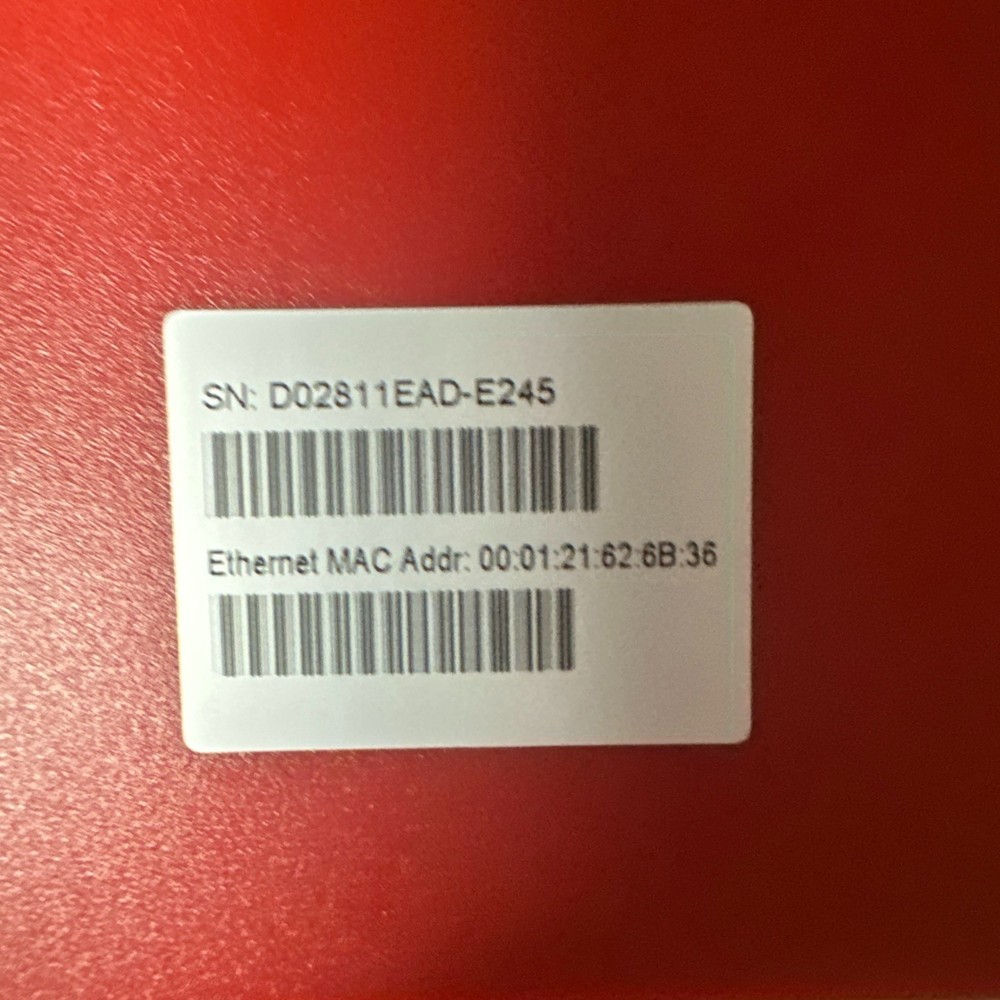 SN: D02811EAD-E245
Ethernet MAC Addr: 00:01:21:62:6B:36